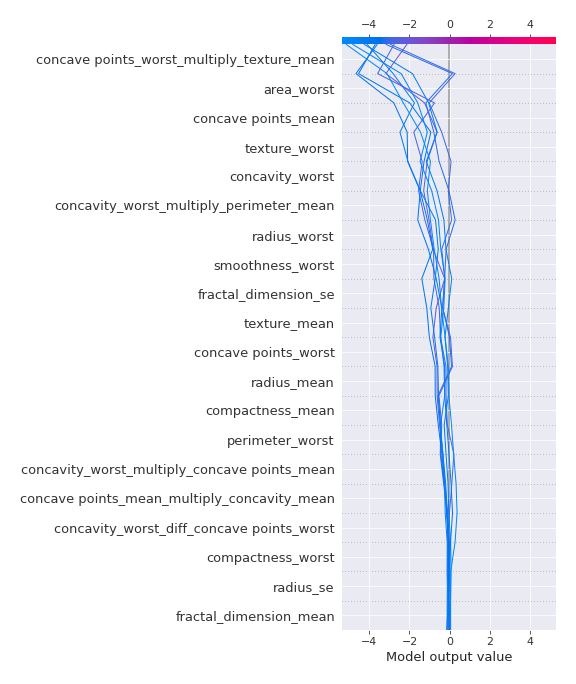 −4 −2 0 2 4
concave points_worst_multiply_texture_mean
area_worst
concave points_mean
texture_worst
concavity_worst
concavity_worst_multiply_perimeter_mean
radius_worst
smoothness_worst
fractal_dimension_se
texture_mean
concave points_worst
radius_mean
compactness_mean
perimeter_worst
concavity_worst_multiply_concave points_mean
concave points_mean_multiply_concavity_mean
concavity_worst_diff_concave points_worst
compactness_worst
radius_se
fractal_dimension_mean
−4 −2 0 2 4
Model output value